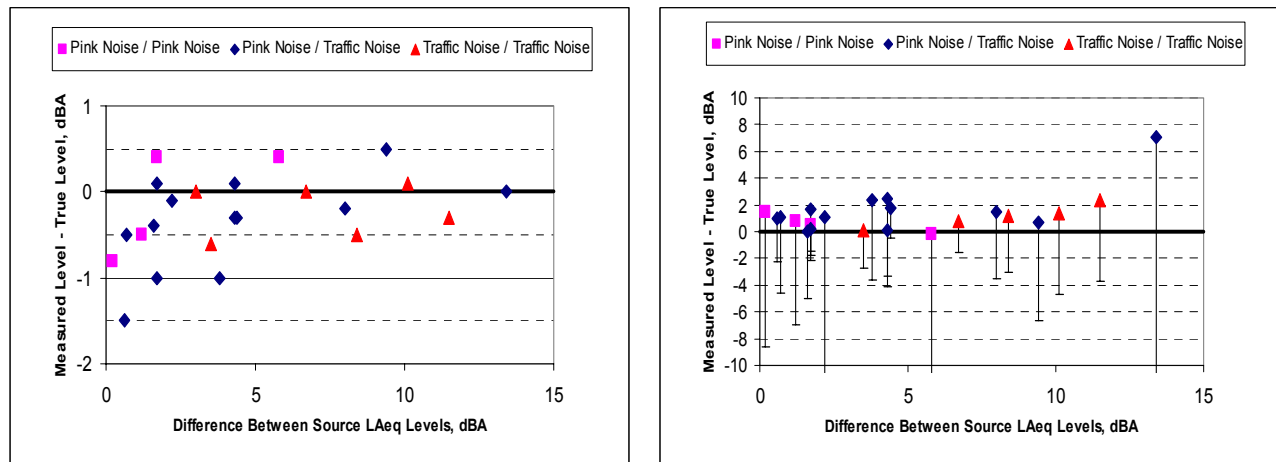 Pink Noise / Pink Noise Pink Noise / Traffic Noise Traffic Noise / Traffic Noise
Measured Level - True Level, dBA
1
0
-1
-2
0 5 10 15
Difference Between Source LAeq Levels, dBA
Pink Noise / Pink Noise Pink Noise / Traffic Noise Traffic Noise / Traffic Noise
Measured Level - True Level, dBA
10
8
6
4
2
0
-2
-4
-6
-8
-10
0 5 10 15
Difference Between Source LAeq Levels, dBA